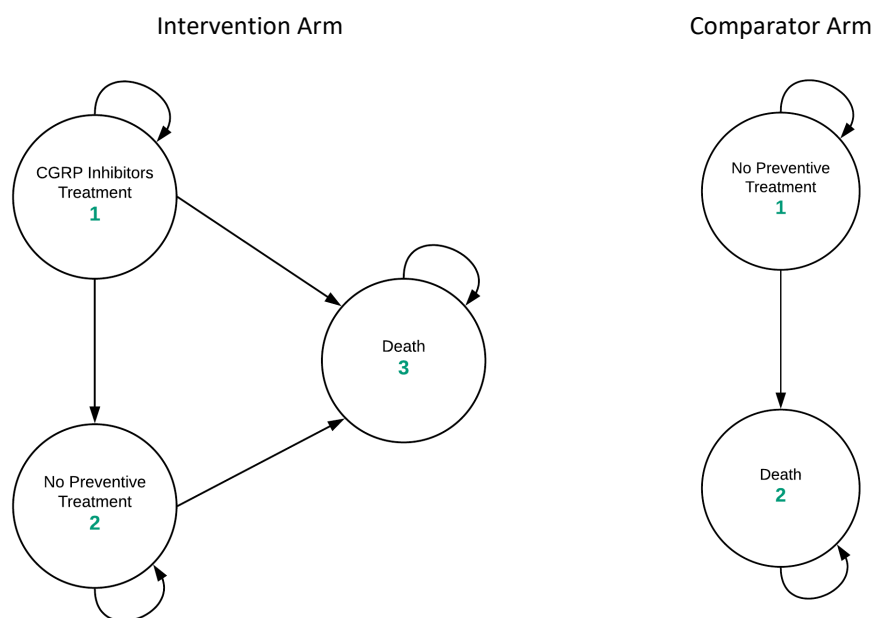 Intervention Arm
Comparator Arm
CGRP Inhibitors
Treatment
1
No Preventive
Treatment
1
Death
3
No Preventive
Treatment
2
Death
2